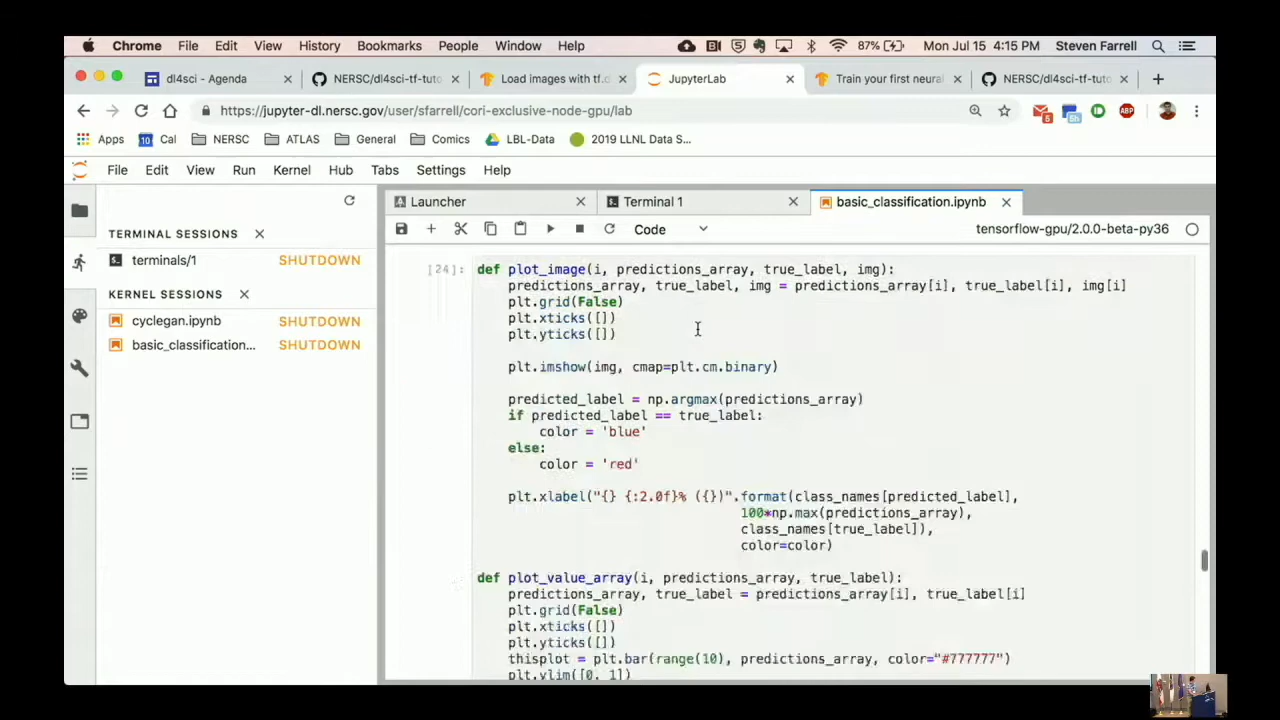 Chrome File Edit View History Bookmarks People Window Help 87% Mon Jul 15 4:15 PM Steven Farrell
dl4sci - Agenda NERSC/dl4sci-tf-tuto Load images with tf.d JupyterLab Train your first neural NERSC/dl4sci-tf-tuto
https://jupyter-dl.nersc.gov/user/sfarrell/cori-exclusive-node-gpu/lab
Apps Cal NERSC ATLAS General Comics LBL-Data 2019 LLNL Data S...
File Edit View Run Kernel Hub Tabs Settings Help
Launcher Terminal 1 basic_classification.ipynb
Code tensorflow-gpu/2.0.0-beta-py36
TERMINAL SESSIONS
terminals/1 SHUTDOWN
KERNEL SESSIONS
cyclegan.ipynb SHUTDOWN
basic_classification... SHUTDOWN
[24]: def plot_image(i, predictions_array, true_label, img):
predictions_array, true_label, img = predictions_array[i], true_label[i], img[i]
plt.grid(False)
plt.xticks([])
plt.yticks([])
plt.imshow(img, cmap=plt.cm.binary)
predicted_label = np.argmax(predictions_array)
if predicted_label == true_label:
color = 'blue'
else:
color = 'red'
plt.xlabel("{} {:2.0f}% ({})".format(class_names[predicted_label],
100*np.max(predictions_array),
class_names[true_label]),
color=color)
def plot_value_array(i, predictions_array, true_label):
predictions_array, true_label = predictions_array[i], true_label[i]
plt.grid(False)
plt.xticks([])
plt.yticks([])
thisplot = plt.bar(range(10), predictions_array, color="#777777")
plt.ylim([0, 1])